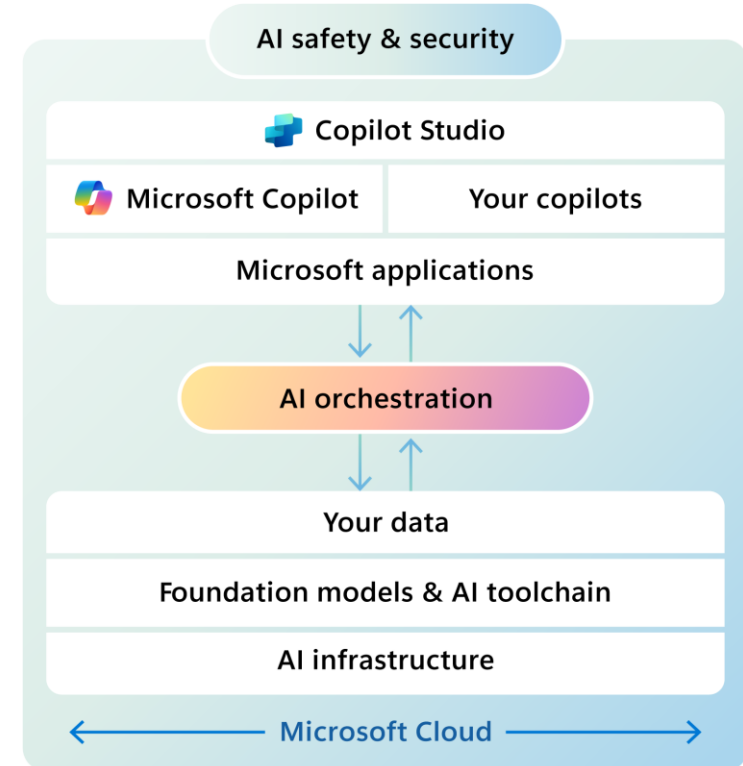 AI safety & security
Copilot Studio
Microsoft Copilot
Your copilots
Microsoft applications
AI orchestration
Your data
Foundation models & AI toolchain
AI infrastructure
Microsoft Cloud